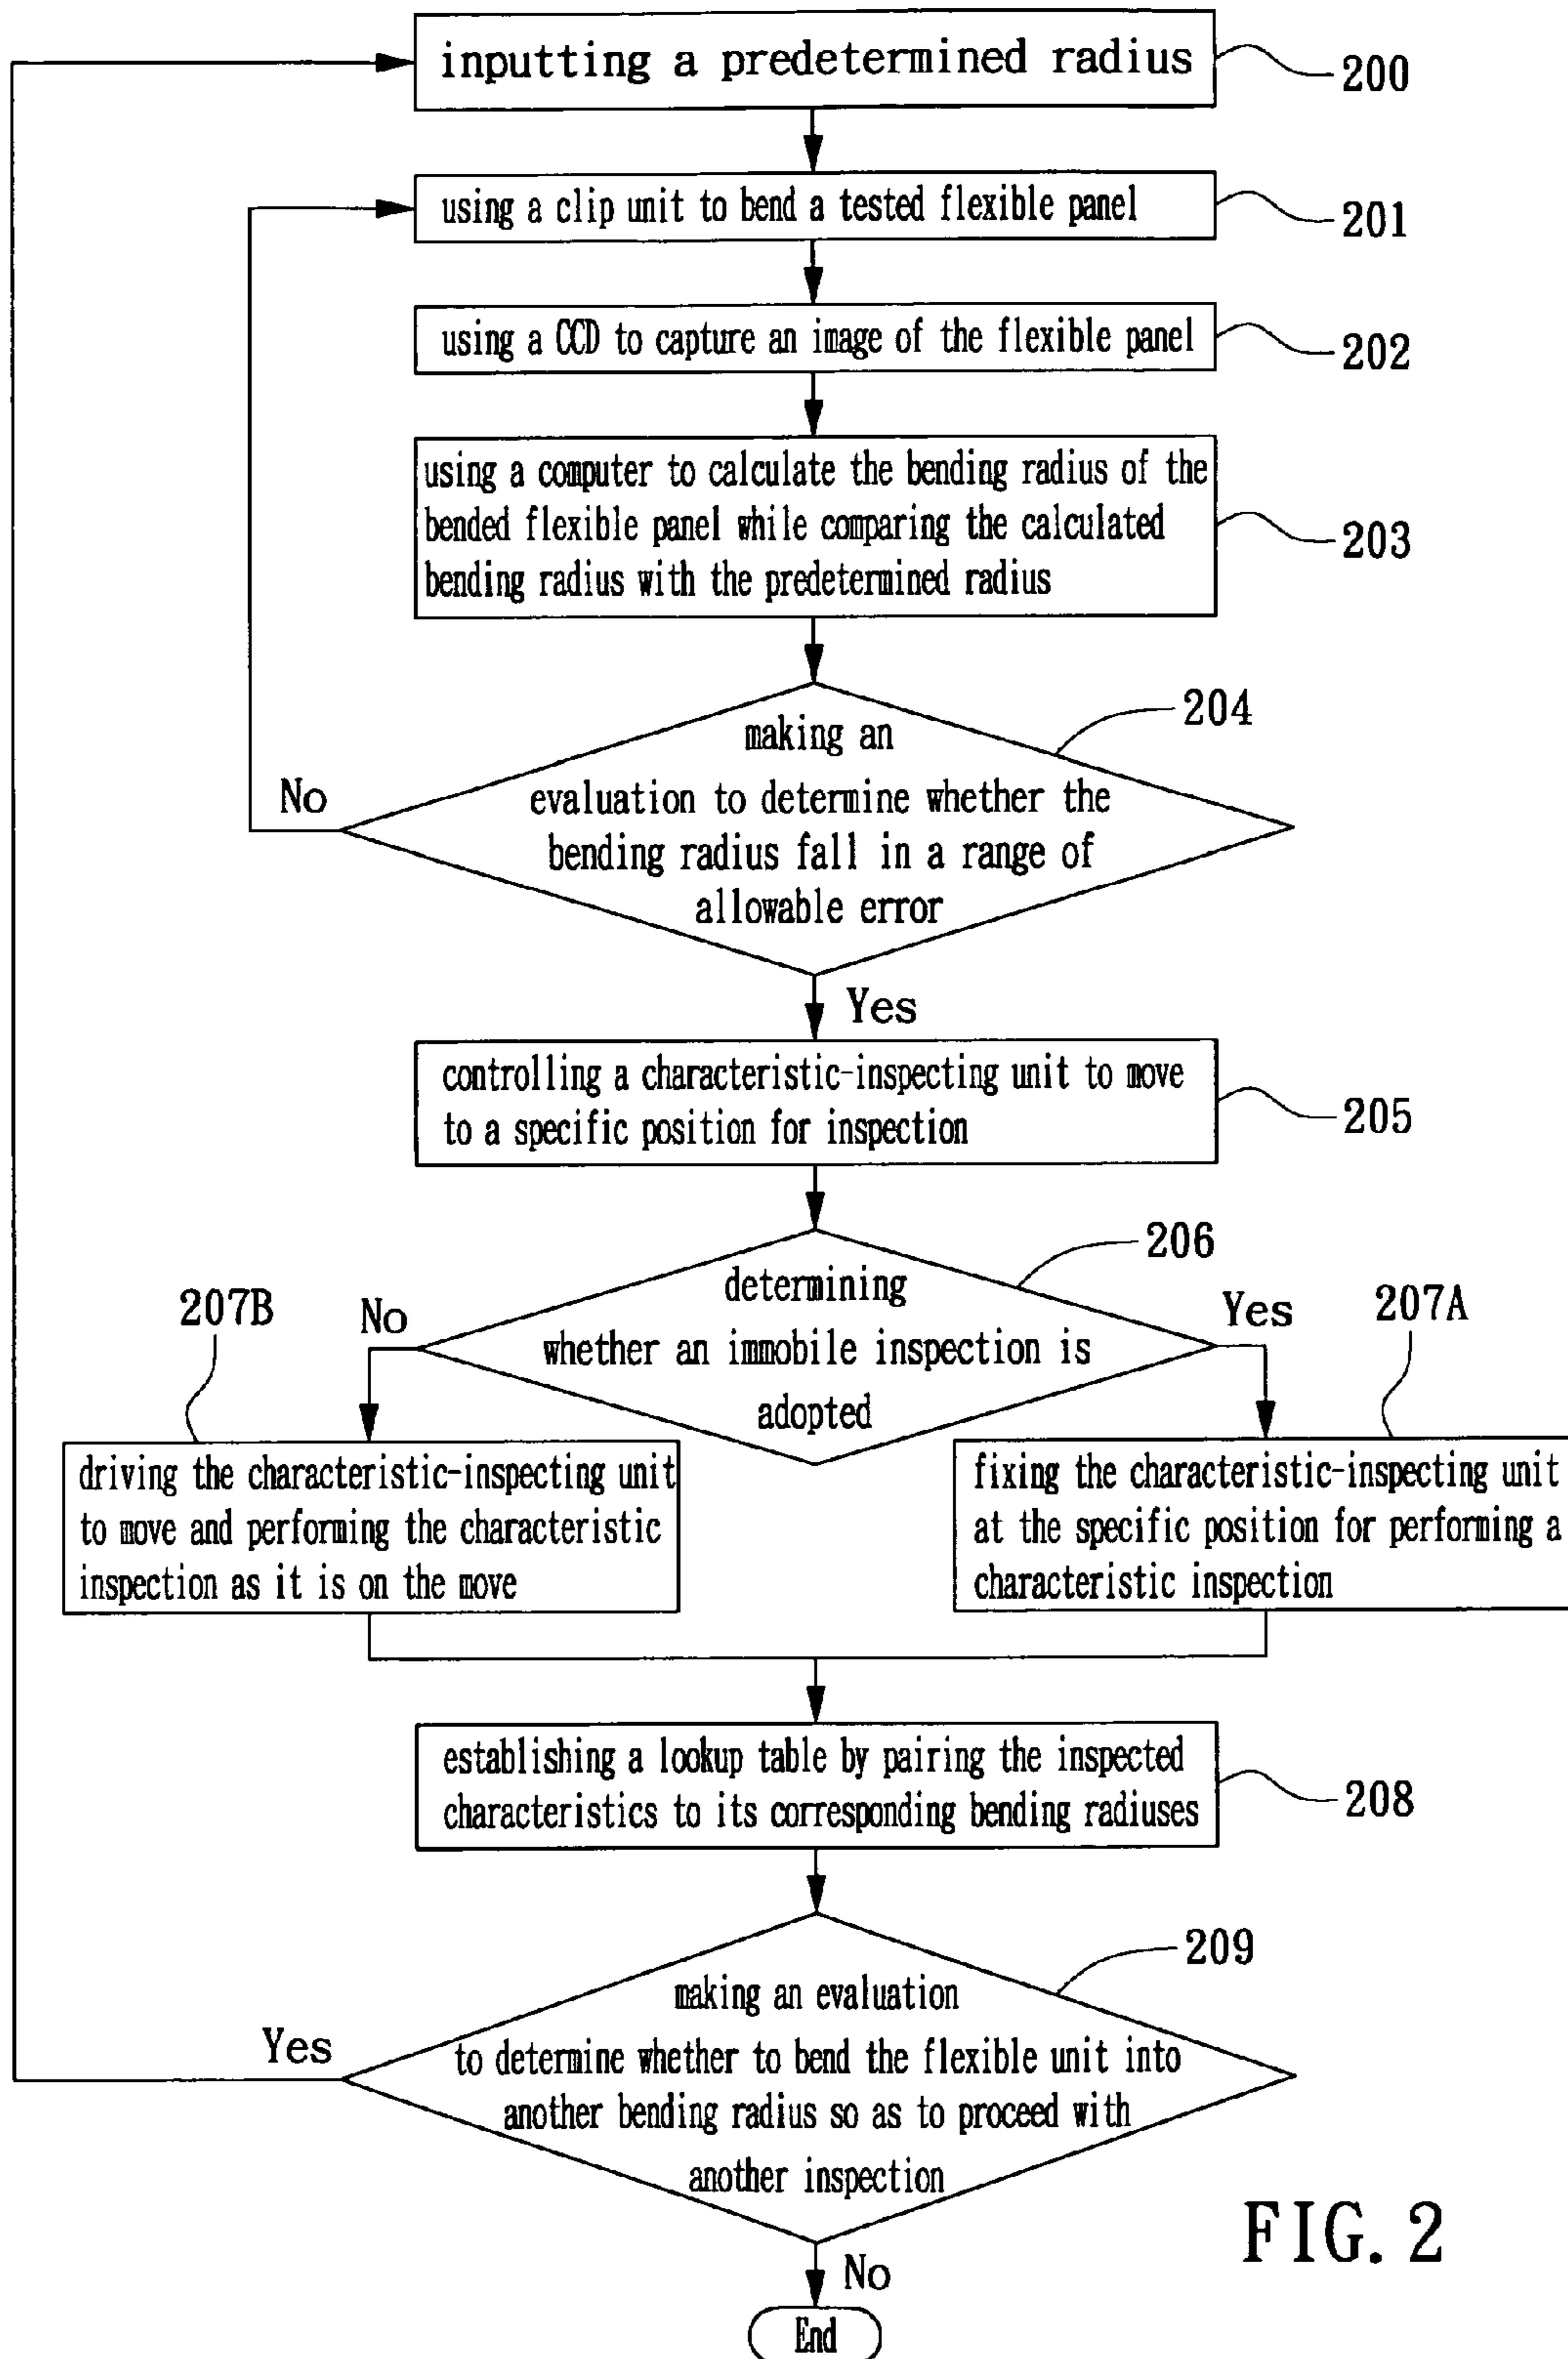 inputting a predetermined radius
200
using a clip unit to bend a tested flexible panel
201
using a CCD to capture an image of the flexible panel
202
using a computer to calculate the bending radius of the
bended flexible panel while comparing the calculated
bending radius with the predetermined radius
203
204
making an
evaluation to determine whether the
bending radius fall in a range of
allowable error
No
Yes
controlling a characteristic-inspecting unit to move
to a specific position for inspection
205
206
determining
whether an immobile inspection is
adopted
207B
No
Yes
207A
driving the characteristic-inspecting unit
to move and performing the characteristic
inspection as it is on the move
fixing the characteristic-inspecting unit
at the specific position for performing a
characteristic inspection
establishing a lookup table by pairing the inspected
characteristics to its corresponding bending radiuses
208
209
making an evaluation
to determine whether to bend the flexible unit into
another bending radius so as to proceed with
another inspection
Yes
No
End
FIG. 2